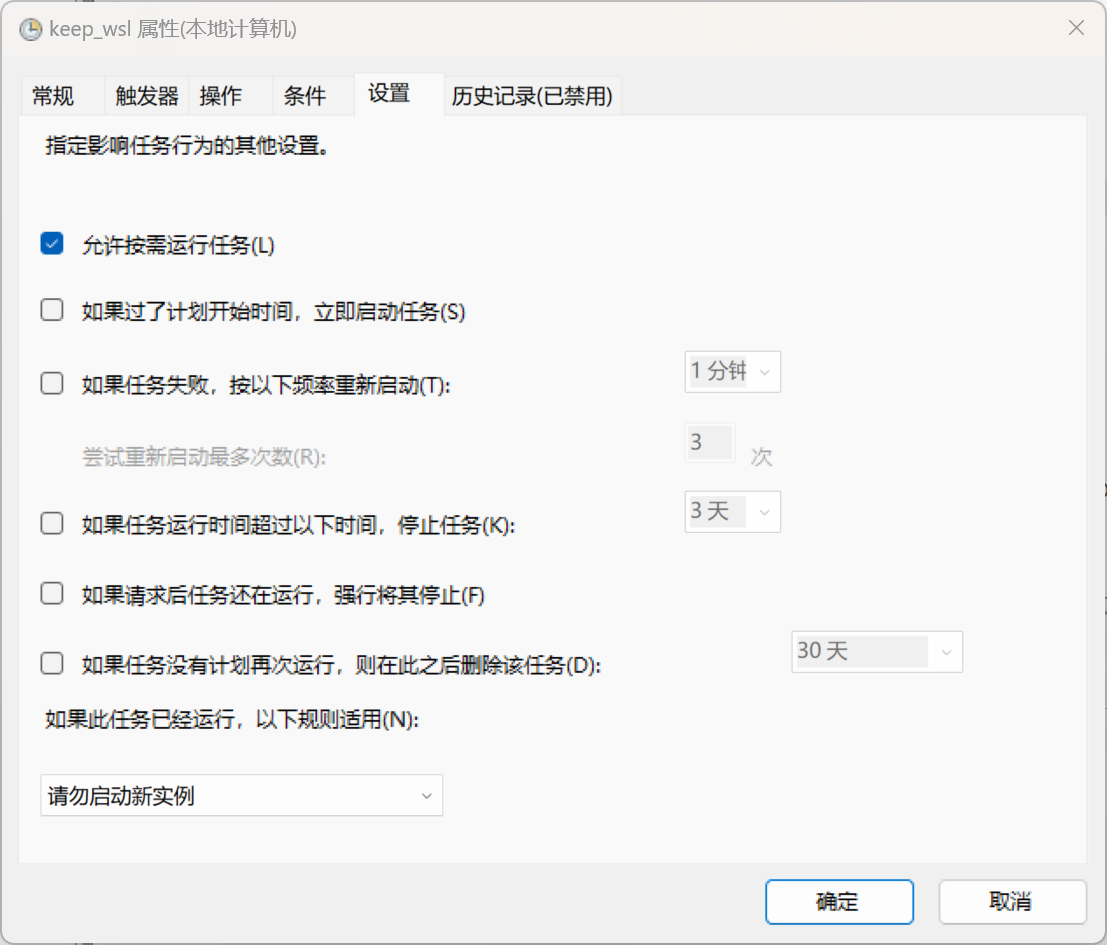 keep_wsl 属性(本地计算机)
常规 触发器 操作 条件 设置 历史记录(已禁用)
指定影响任务行为的其他设置。
允许按需运行任务(L)
如果过了计划开始时间，立即启动任务(S)
如果任务失败，按以下频率重新启动(T): 1 分钟
尝试重新启动最多次数(R): 3 次
如果任务运行时间超过以下时间，停止任务(K): 3 天
如果请求后任务还在运行，强行将其停止(F)
如果任务没有计划再次运行，则在此之后删除该任务(D): 30 天
如果此任务已经运行，以下规则适用(N):
请勿启动新实例
确定 取消